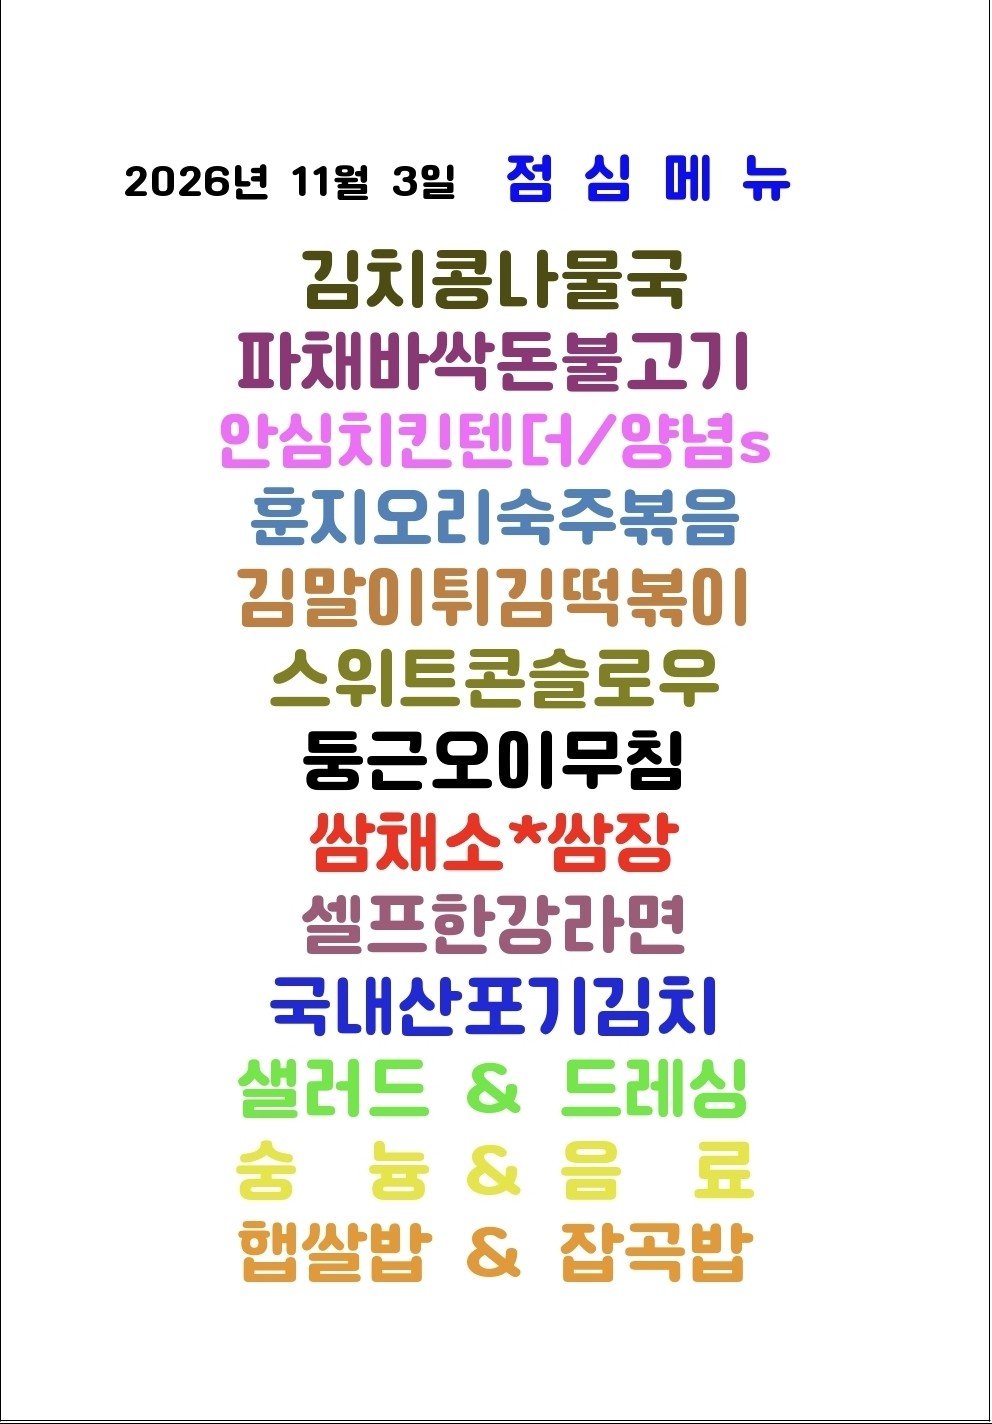 2026년 11월 3일 점 심 메 뉴
김치콩나물국
파채바싹돈불고기
안심치킨텐더/양념s
훈지오리숙주볶음
김말이튀김떡볶이
스위트콘슬로우
둥근오이무침
쌈채소*쌈장
셀프한강라면
국내산포기김치
샐러드 & 드레싱
숭 늉 & 음 료
햅쌀밥 & 잡곡밥